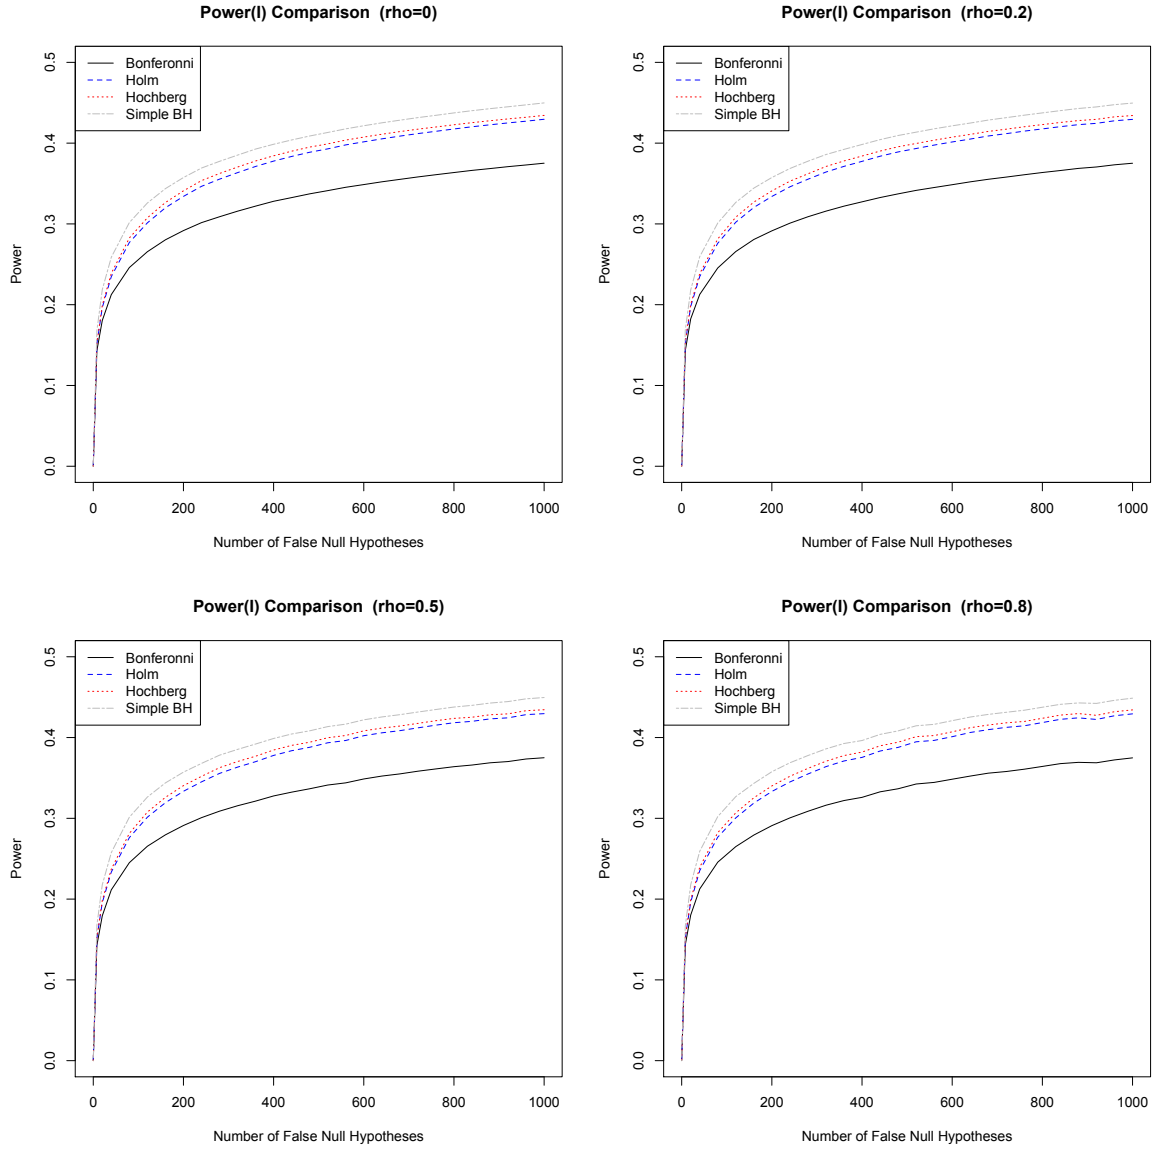 Power(I) Comparison (rho=0)
Bonferonni
Holm
Hochberg
Simple BH
0.0
0.1
0.2
0.3
0.4
0.5
Power
0
200
400
600
800
1000
Number of False Null Hypotheses
Power(I) Comparison (rho=0.2)
Bonferonni
Holm
Hochberg
Simple BH
0.0
0.1
0.2
0.3
0.4
0.5
Power
0
200
400
600
800
1000
Number of False Null Hypotheses
Power(I) Comparison (rho=0.5)
Bonferonni
Holm
Hochberg
Simple BH
0.0
0.1
0.2
0.3
0.4
0.5
Power
0
200
400
600
800
1000
Number of False Null Hypotheses
Power(I) Comparison (rho=0.8)
Bonferonni
Holm
Hochberg
Simple BH
0.0
0.1
0.2
0.3
0.4
0.5
Power
0
200
400
600
800
1000
Number of False Null Hypotheses